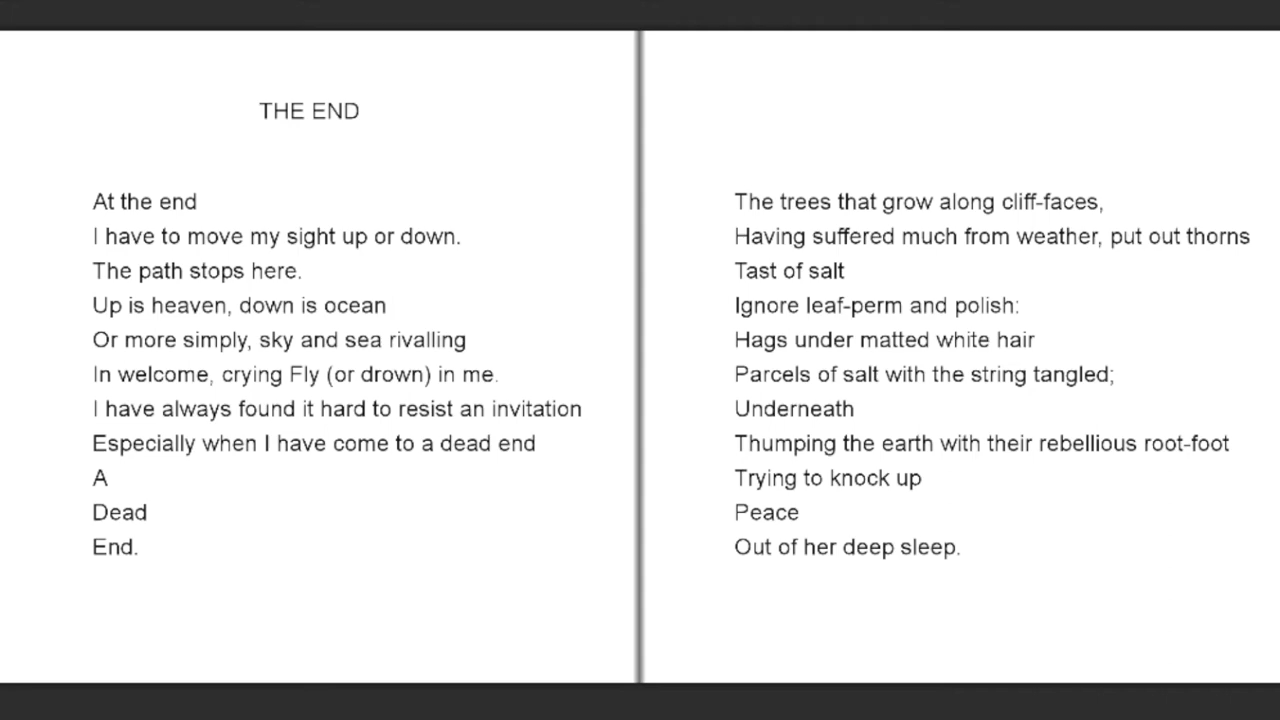 THE END
At the end
I have to move my sight up or down.
The path stops here.
Up is heaven, down is ocean
Or more simply, sky and sea rivalling
In welcome, crying Fly (or drown) in me.
I have always found it hard to resist an invitation
Especially when I have come to a dead end
A
Dead
End.
The trees that grow along cliff-faces,
Having suffered much from weather, put out thorns
Tast of salt
Ignore leaf-perm and polish:
Hags under matted white hair
Parcels of salt with the string tangled;
Underneath
Thumping the earth with their rebellious root-foot
Trying to knock up
Peace
Out of her deep sleep.